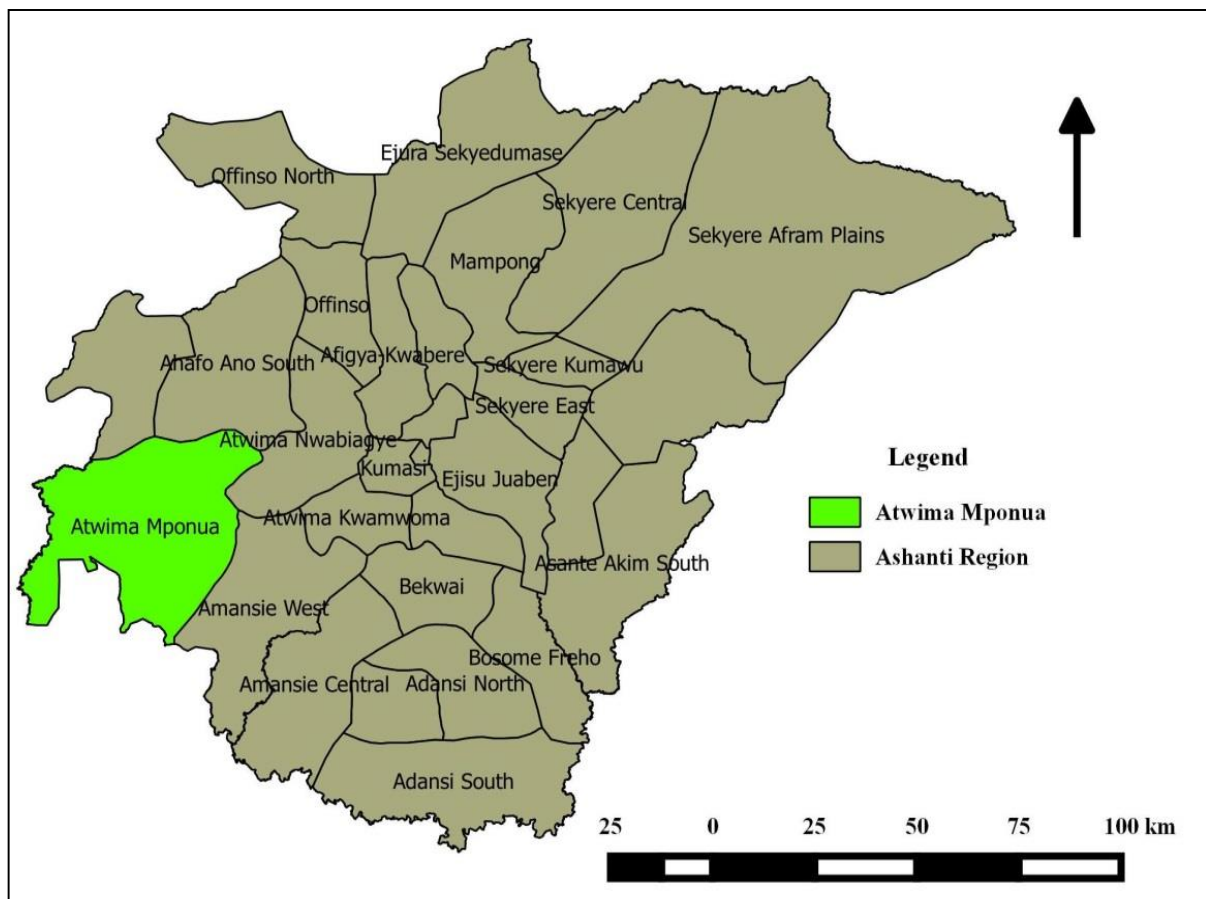 Ejura Sekyedumase
Offinso North
Sekyere Central
Sekyere Afram Plains
Mampong
Offinso
Afigya-Kwabere
Ahafo Ano South
Sekyere Kumawu
Sekyere East
Atwima Nwabiagye
Kumasi
Ejisu Juaben
Legend
Atwima Mponua
Atwima Kwamwoma
Atwima Mponua
Asante Akim South
Ashanti Region
Bekwai
Amansie West
Bosome Freho
Amansie Central
Adansi North
Adansi South
25 0 25 50 75 100 km